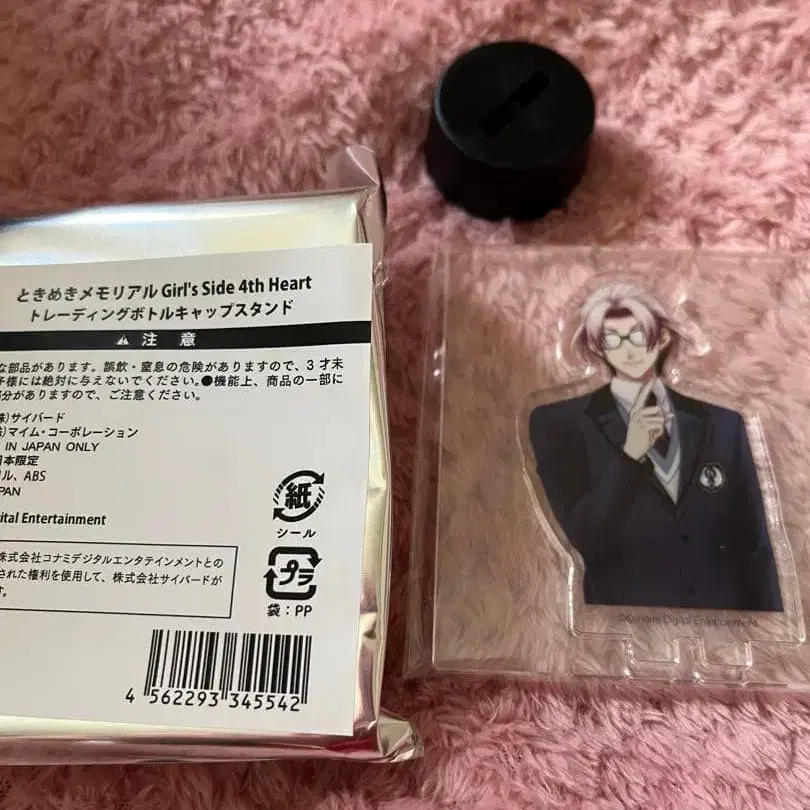 ときめきメモリアル Girl's Side 4th Heart
トレーディングボトルキャップスタンド
⚠ 注 意
な部品があります。誤飲・窒息の危険がありますので、3才未
子様には絶対に与えないでください。●機能上、商品の一部に
部分がありますので、ご注意ください。
株)サイバード
)マイム・コーポレーション
IN JAPAN ONLY
日本限定
ル、ABS
PAN
ital Entertainment
株式会社コナミデジタルエンタテインメントとの
された権利を使用して、株式会社サイバードが
す。
紙
シール
プラ
袋:PP
4 562293 345542
©Konami Digital Entertainment